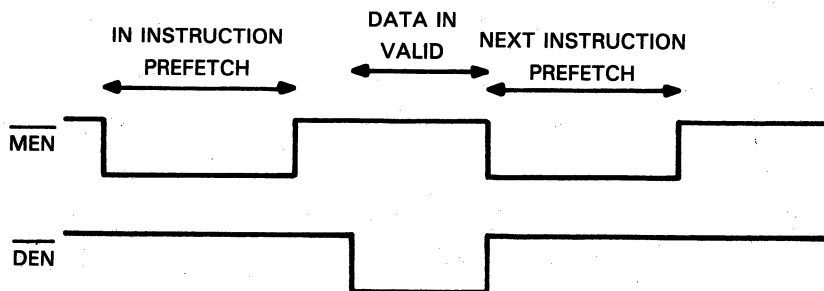 IN INSTRUCTION
PREFETCH
DATA IN
VALID
NEXT INSTRUCTION
PREFETCH
MEN
DEN